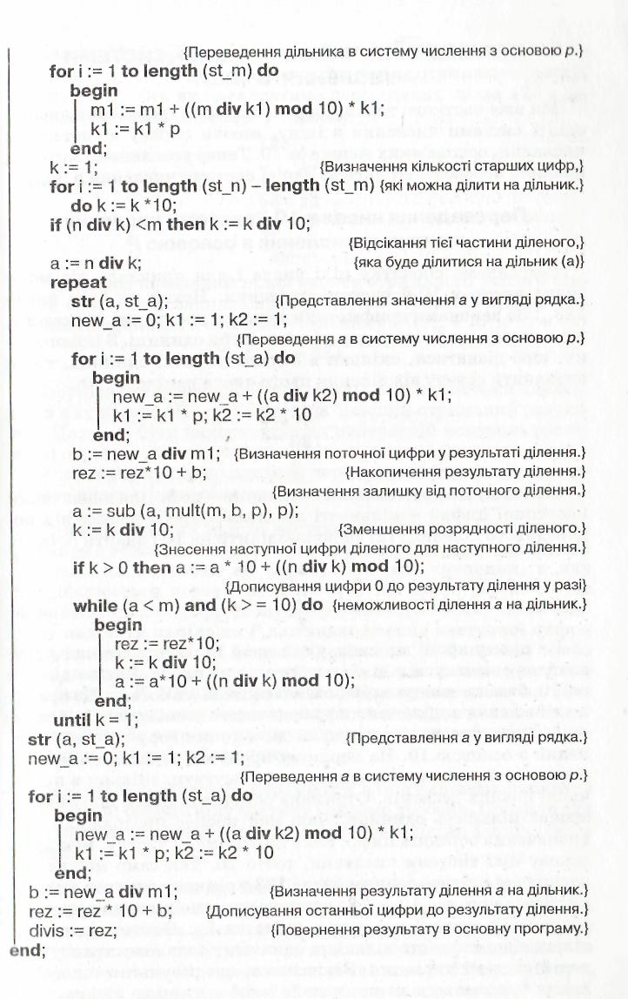 {Переведення дільника в систему числення з основою p.}
for i := 1 to length (st_m) do
begin
m1 := m1 + ((m div k1) mod 10) * k1;
k1 := k1 * p
end;
k := 1; {Визначення кількості старших цифр,}
for i := 1 to length (st_n) – length (st_m) {які можна ділити на дільник.}
do k := k *10;
if (n div k) <m then k := k div 10;
{Відсікання тієї частини діленого,}
a := n div k; {яка буде ділитися на дільник (a)}
repeat
str (a, st_a); {Представлення значення a у вигляді рядка.}
new_a := 0; k1 := 1; k2 := 1;
{Переведення a в систему числення з основою p.}
for i := 1 to length (st_a) do
begin
new_a := new_a + ((a div k2) mod 10) * k1;
k1 := k1 * p; k2 := k2 * 10
end;
b := new_a div m1; {Визначення поточної цифри у результаті ділення.}
rez := rez*10 + b; {Накопичення результату ділення.}
{Визначення залишку від поточного ділення.}
a := sub (a, mult(m, b, p), p);
k := k div 10; {Зменшення розрядності діленого.}
{Знесення наступної цифри діленого для наступного ділення.}
if k > 0 then a := a * 10 + ((n div k) mod 10);
{Дописування цифри 0 до результату ділення у разі}
while (a < m) and (k > = 10) do {неможливості ділення a на дільник.}
begin
rez := rez*10;
k := k div 10;
a := a*10 + ((n div k) mod 10);
end;
until k = 1;
str (a, st_a); {Представлення a у вигляді рядка.}
new_a := 0; k1 := 1; k2 := 1;
{Переведення a в систему числення з основою p.}
for i := 1 to length (st_a) do
begin
new_a := new_a + ((a div k2) mod 10) * k1;
k1 := k1 * p; k2 := k2 * 10
end;
b := new_a div m1; {Визначення результату ділення a на дільник.}
rez := rez * 10 + b; {Дописування останньої цифри до результату ділення.}
divis := rez; {Повернення результату в основну програму.}
end;